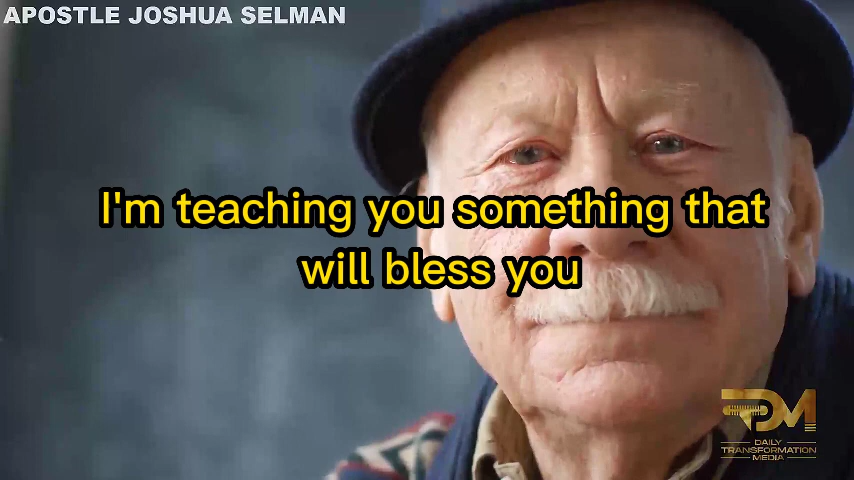 APOSTLE JOSHUA SELMAN
I'm teaching you something that
will bless you
DAILY
TRANSFORMATION
MEDIA